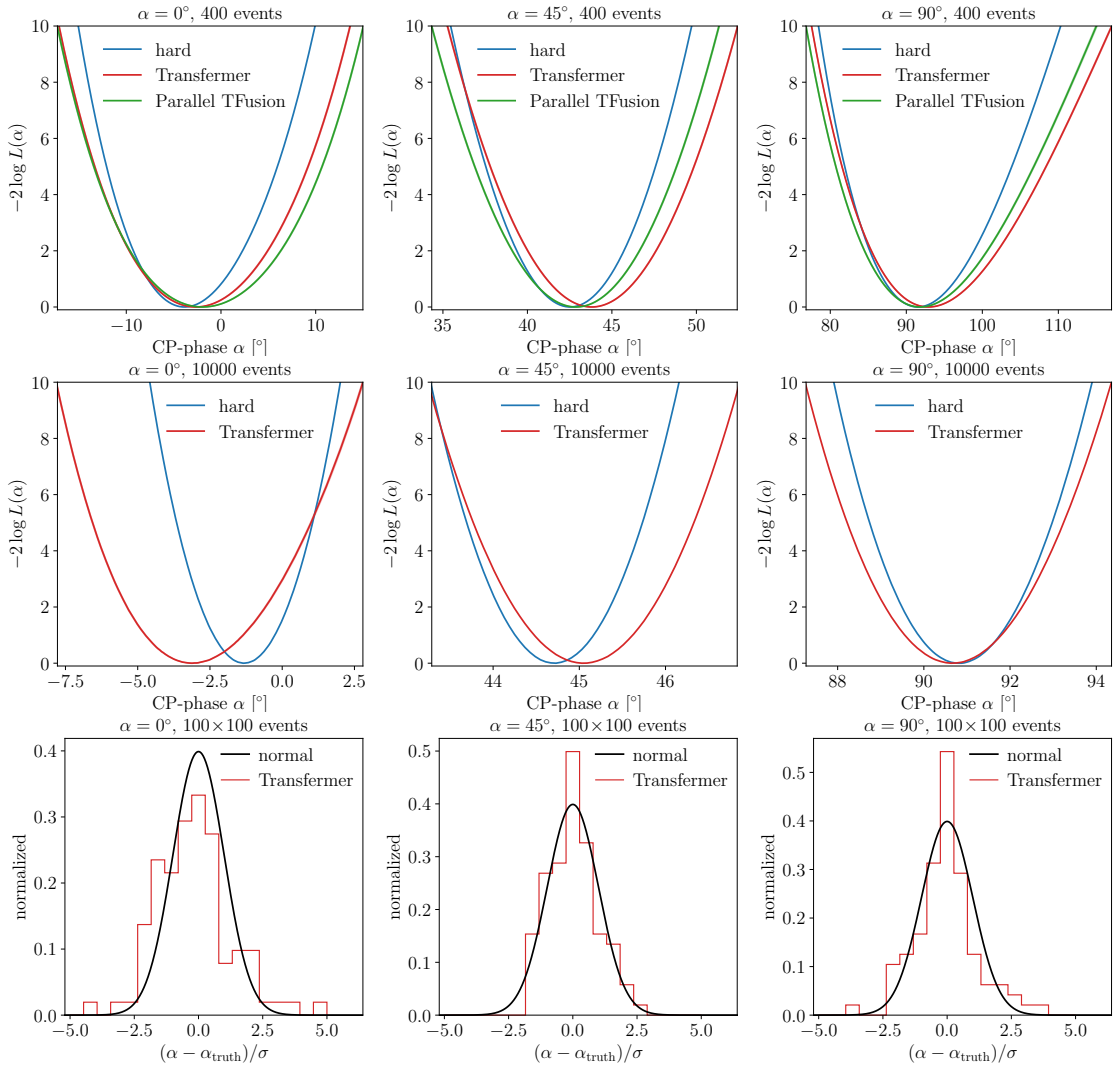 α = 0°, 400 events
10
8
6
4
2
0
−2 log L(α)
hard
Transfermer
Parallel TFusion
−10
0
10
CP-phase α [°]
α = 45°, 400 events
10
8
6
4
2
0
−2 log L(α)
hard
Transfermer
Parallel TFusion
35
40
45
50
CP-phase α [°]
α = 90°, 400 events
10
8
6
4
2
0
−2 log L(α)
hard
Transfermer
Parallel TFusion
80
90
100
110
CP-phase α [°]
α = 0°, 10000 events
10
8
6
4
2
0
−2 log L(α)
hard
Transfermer
−7.5
−5.0
−2.5
0.0
2.5
CP-phase α [°]
α = 45°, 10000 events
10
8
6
4
2
0
−2 log L(α)
hard
Transfermer
44
45
46
CP-phase α [°]
α = 90°, 10000 events
10
8
6
4
2
0
−2 log L(α)
hard
Transfermer
88
90
92
94
CP-phase α [°]
α = 0°, 100×100 events
0.4
0.3
0.2
0.1
0.0
normalized
normal
Transfermer
−5.0
−2.5
0.0
2.5
5.0
(α − α_truth)/σ
α = 45°, 100×100 events
0.5
0.4
0.3
0.2
0.1
0.0
normalized
normal
Transfermer
−5.0
−2.5
0.0
2.5
5.0
(α − α_truth)/σ
α = 90°, 100×100 events
0.5
0.4
0.3
0.2
0.1
0.0
normalized
normal
Transfermer
−5.0
−2.5
0.0
2.5
5.0
(α − α_truth)/σ